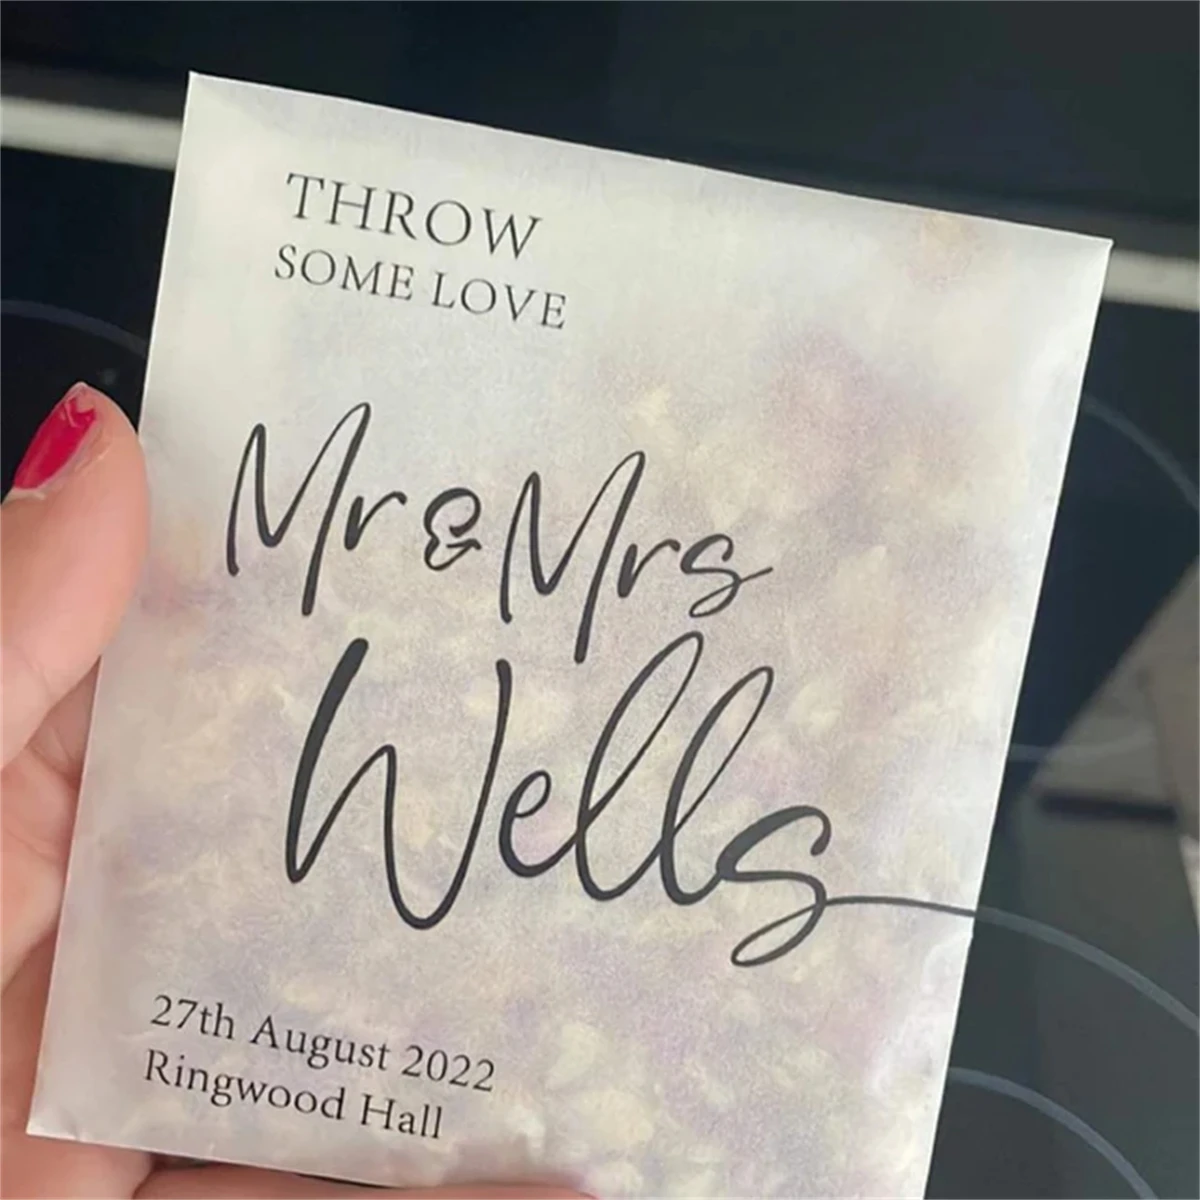 THROW
SOME LOVE
Mr & Mrs
Wells
27th August 2022
Ringwood Hall